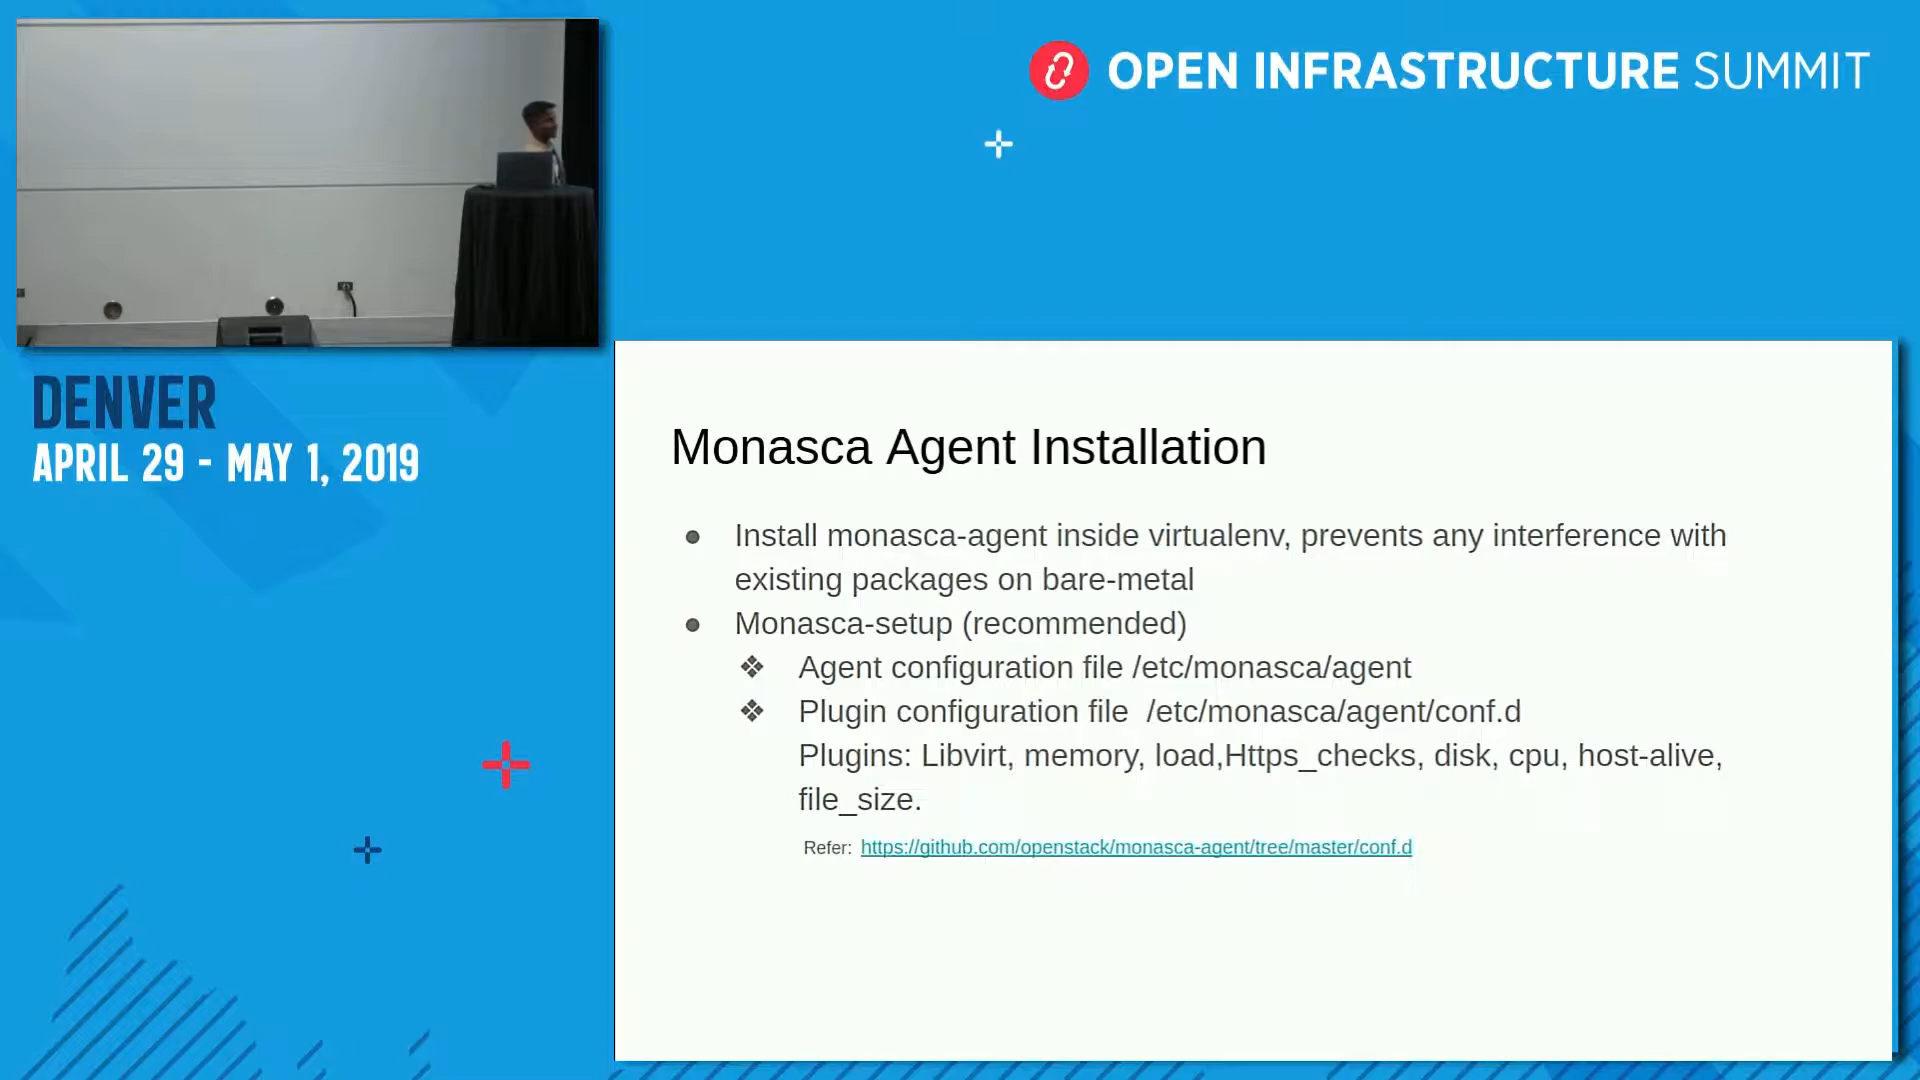 OPEN INFRASTRUCTURE SUMMIT
DENVER
APRIL 29 - MAY 1, 2019
Monasca Agent Installation
● Install monasca-agent inside virtualenv, prevents any interference with
existing packages on bare-metal
● Monasca-setup (recommended)
❖ Agent configuration file /etc/monasca/agent
❖ Plugin configuration file  /etc/monasca/agent/conf.d
Plugins: Libvirt, memory, load,Https_checks, disk, cpu, host-alive,
file_size.
Refer: https://github.com/openstack/monasca-agent/tree/master/conf.d